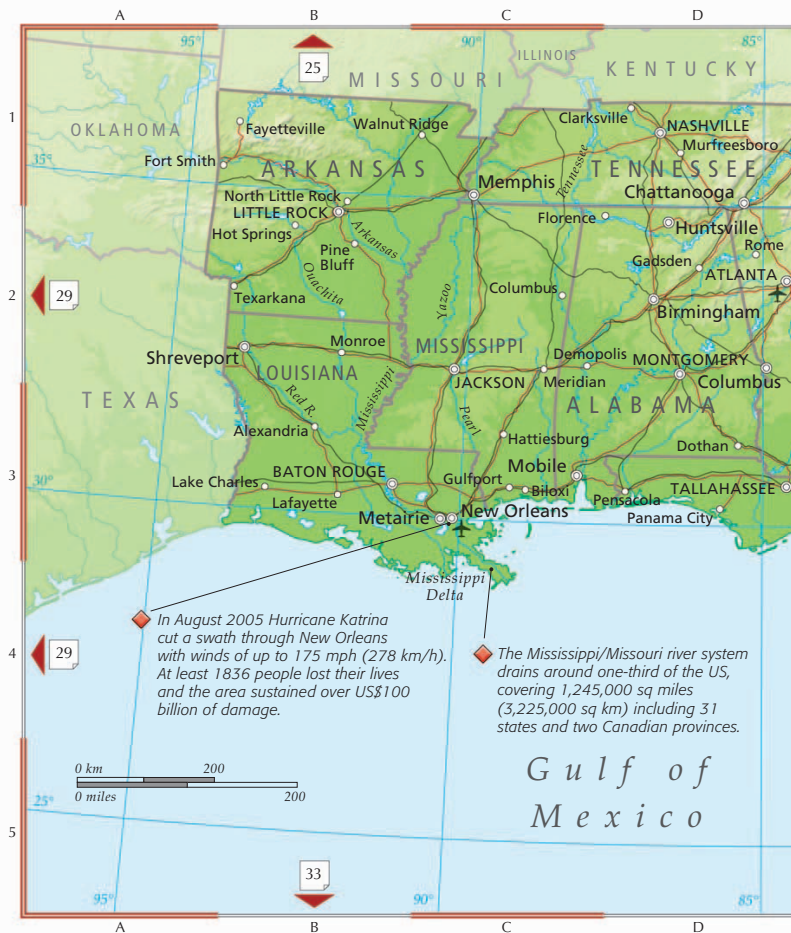 A B C D
95° 90° 85°
25
ILLINOIS
MISSOURI
KENTUCKY
1
OKLAHOMA
Fayetteville
Walnut Ridge
Clarksville
NASHVILLE
Murfreesboro
35°
Fort Smith
ARKANSAS
Tennessee
TENNESSEE
Memphis
Chattanooga
North Little Rock
LITTLE ROCK
Florence
Huntsville
Hot Springs
Arkansas
Pine
Bluff
Rome
Gadsden
ATLANTA
2
29
Ouachita
Texarkana
Yazoo
Columbus
Birmingham
Monroe
MISSISSIPPI
Shreveport
Demopolis
MONTGOMERY
LOUISIANA
JACKSON
Meridian
Columbus
TEXAS
Red R.
Mississippi
Pearl
ALABAMA
Alexandria
Hattiesburg
Dothan
3
30°
BATON ROUGE
Mobile
Lake Charles
Gulfport
Biloxi
TALLAHASSEE
Lafayette
Pensacola
Metairie
New Orleans
Panama City
Mississippi
Delta
4
29
In August 2005 Hurricane Katrina
cut a swath through New Orleans
with winds of up to 175 mph (278 km/h).
At least 1836 people lost their lives
and the area sustained over US$100
billion of damage.
The Mississippi/Missouri river system
drains around one-third of the US,
covering 1,245,000 sq miles
(3,225,000 sq km) including 31
states and two Canadian provinces.
Gulf of
Mexico
0 km 200
0 miles 200
25°
5
33
95° 90° 85°
A B C D